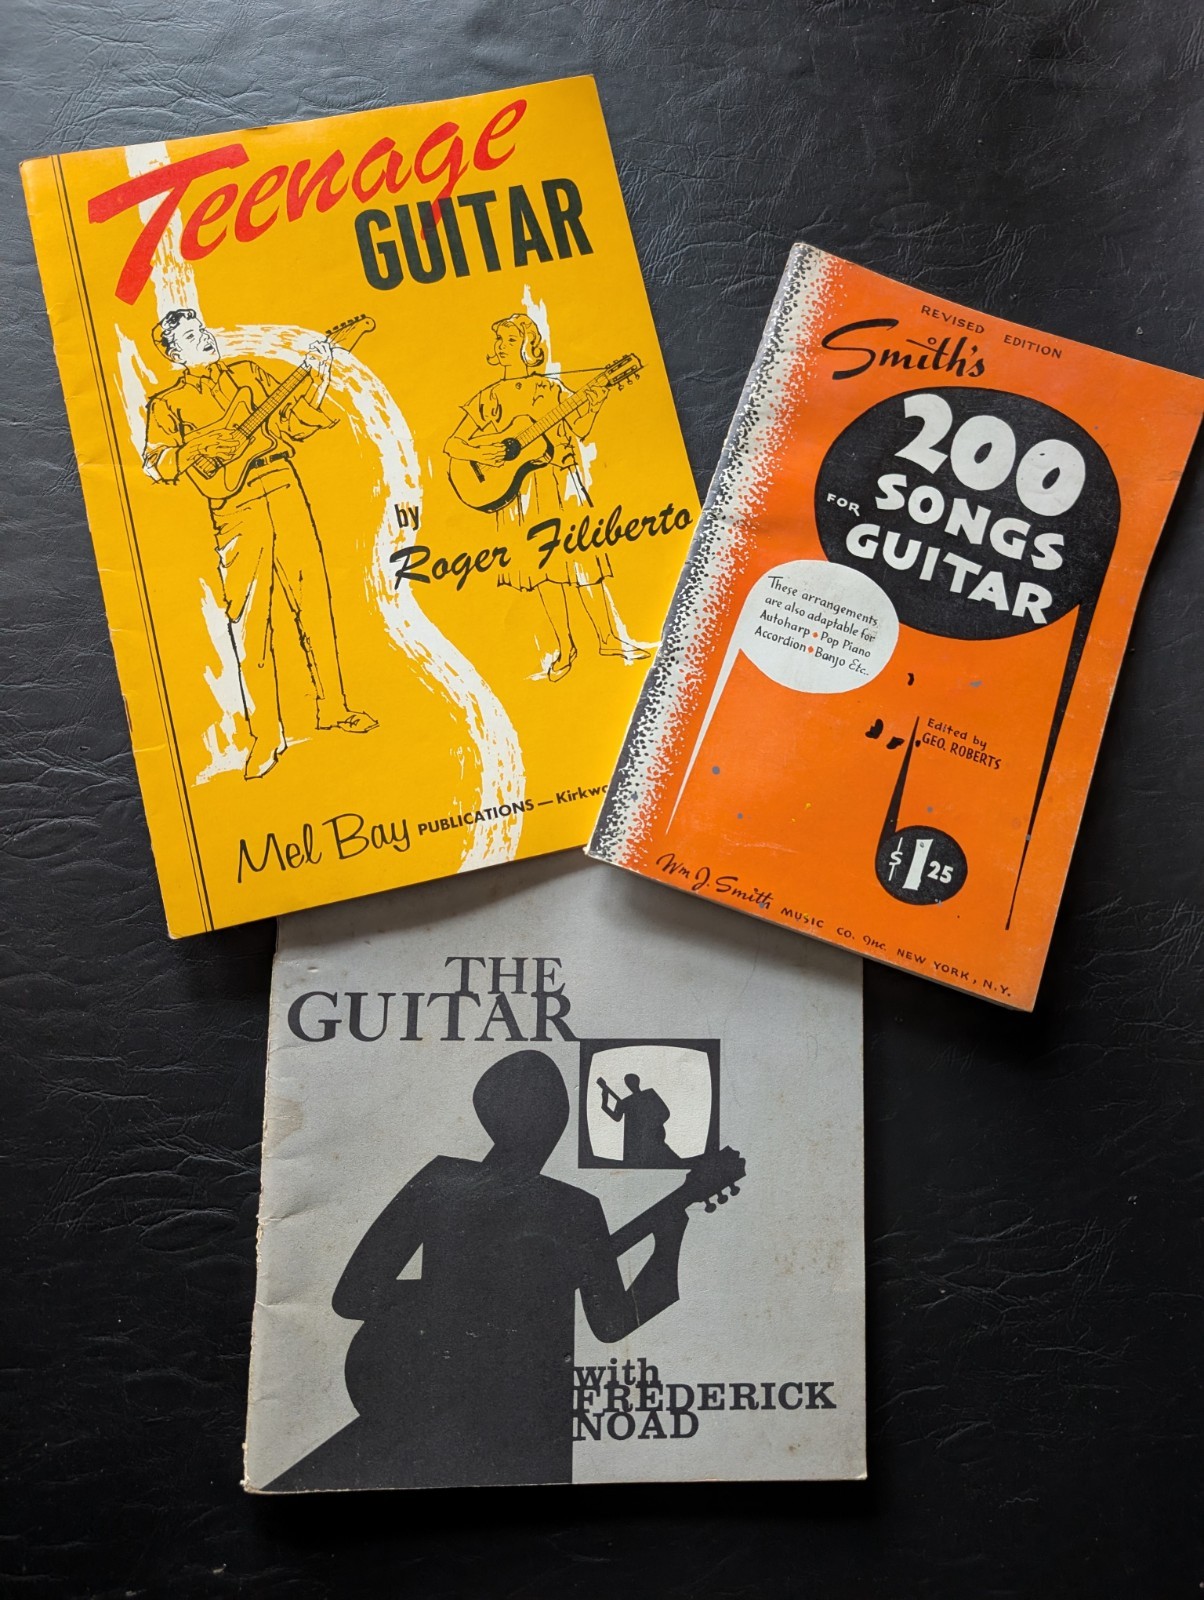 Teenage
GUITAR
by
Roger Filiberto
Mel Bay PUBLICATIONS — Kirkwo
REVISED EDITION
Smith's
200
SONGS
FOR
GUITAR
These arrangements
are also adaptable for
Autoharp • Pop Piano
Accordion • Banjo Etc.
Edited by
GEO. ROBERTS
$1 25
Wm J. Smith MUSIC CO. Inc. NEW YORK, N.Y.
THE
GUITAR
with
FREDERICK
NOAD